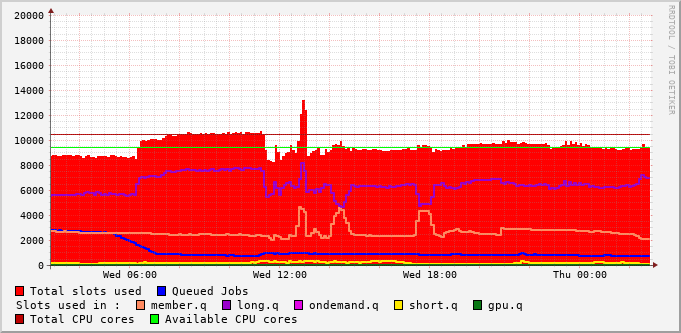 20000
18000
16000
14000
12000
10000
8000
6000
4000
2000
0
Wed 06:00 Wed 12:00 Wed 18:00 Thu 00:00
RRDTOOL / TOBI OETIKER
Total slots used Queued Jobs
Slots used in : member.q long.q ondemand.q short.q gpu.q
Total CPU cores Available CPU cores